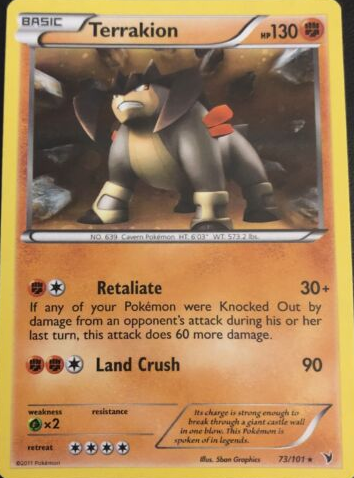 BASIC
Terrakion
HP130
NO. 639 Cavern Pokémon HT. 6'03" WT. 573.2 lbs.
Retaliate 30+
If any of your Pokémon were Knocked Out by
damage from an opponent's attack during his or her
last turn, this attack does 60 more damage.
Land Crush 90
weakness resistance
×2
retreat
Its charge is strong enough to
break through a giant castle wall
in one blow. This Pokémon is
spoken of in legends.
©2011 Pokémon
Illus. 5ban Graphics 73/101 ★